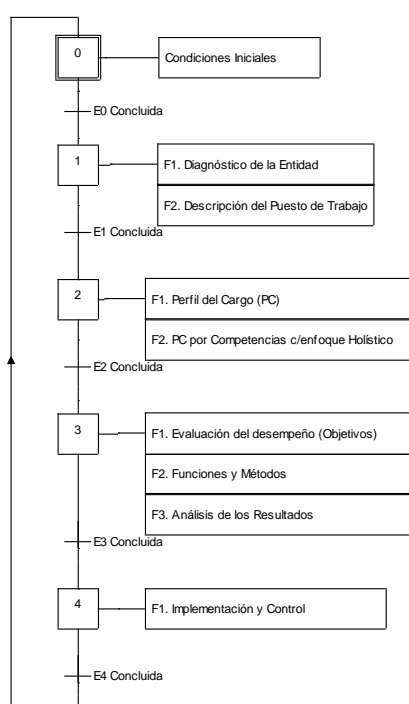 0
Condiciones Iniciales
E0 Concluida
1
F1. Diagnóstico de la Entidad
F2. Descripción del Puesto de Trabajo
E1 Concluida
2
F1. Perfil del Cargo (PC)
F2. PC por Competencias c/enfoque Holístico
E2 Concluida
3
F1. Evaluación del desempeño (Objetivos)
F2. Funciones y Métodos
F3. Análisis de los Resultados
E3 Concluida
4
F1. Implementación y Control
E4 Concluida